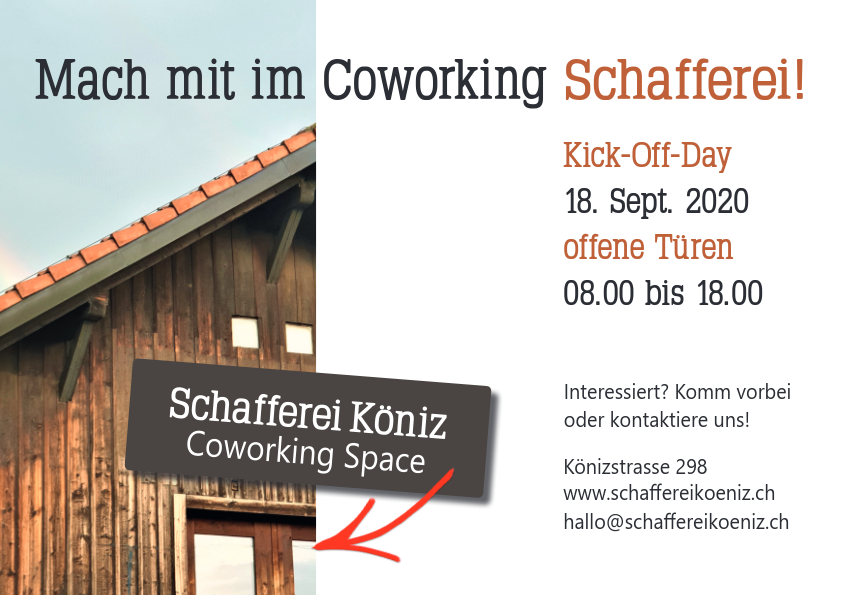 Mach mit im Coworking Schafferei!
Kick-Off-Day
18. Sept. 2020
offene Türen
08.00 bis 18.00
Schafferei Köniz
Coworking Space
Interessiert? Komm vorbei
oder kontaktiere uns!
Könizstrasse 298
www.schaffereikoeniz.ch
hallo@schaffereikoeniz.ch